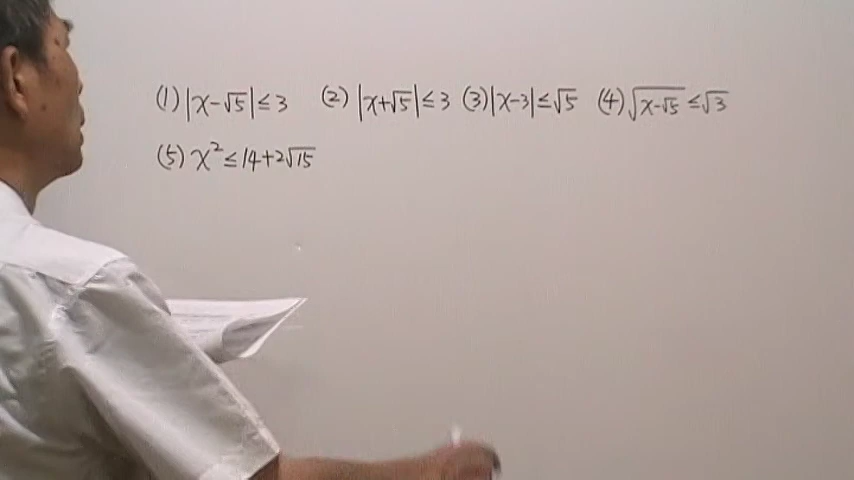 (1) |x-√5| ≤ 3 (2) |x+√5| ≤ 3 (3) |x-3| ≤ √5 (4) √(x-√5) ≤ √3
(5) x² ≤ 14+2√15